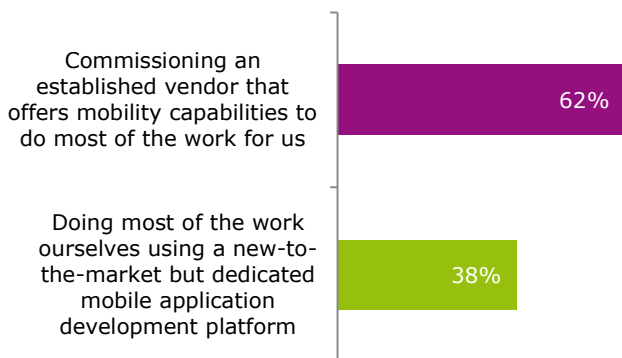 Commissioning an
established vendor that
offers mobility capabilities to
do most of the work for us
62%
Doing most of the work
ourselves using a new-to-
the-market but dedicated
mobile application
development platform
38%